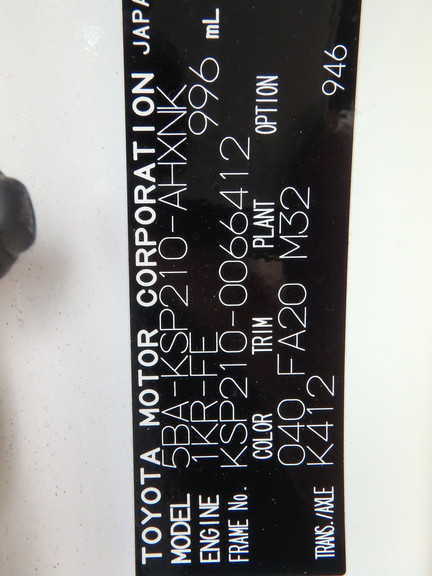 TOYOTA MOTOR CORPORATION JAPA
MODEL 5BA-KSP210-AHXNK
ENGINE 1KR-FE 996 mL
FRAME No. KSP210-0066412
COLOR TRIM PLANT OPTION
040 FA20 M32
TRANS./AXLE K412 946